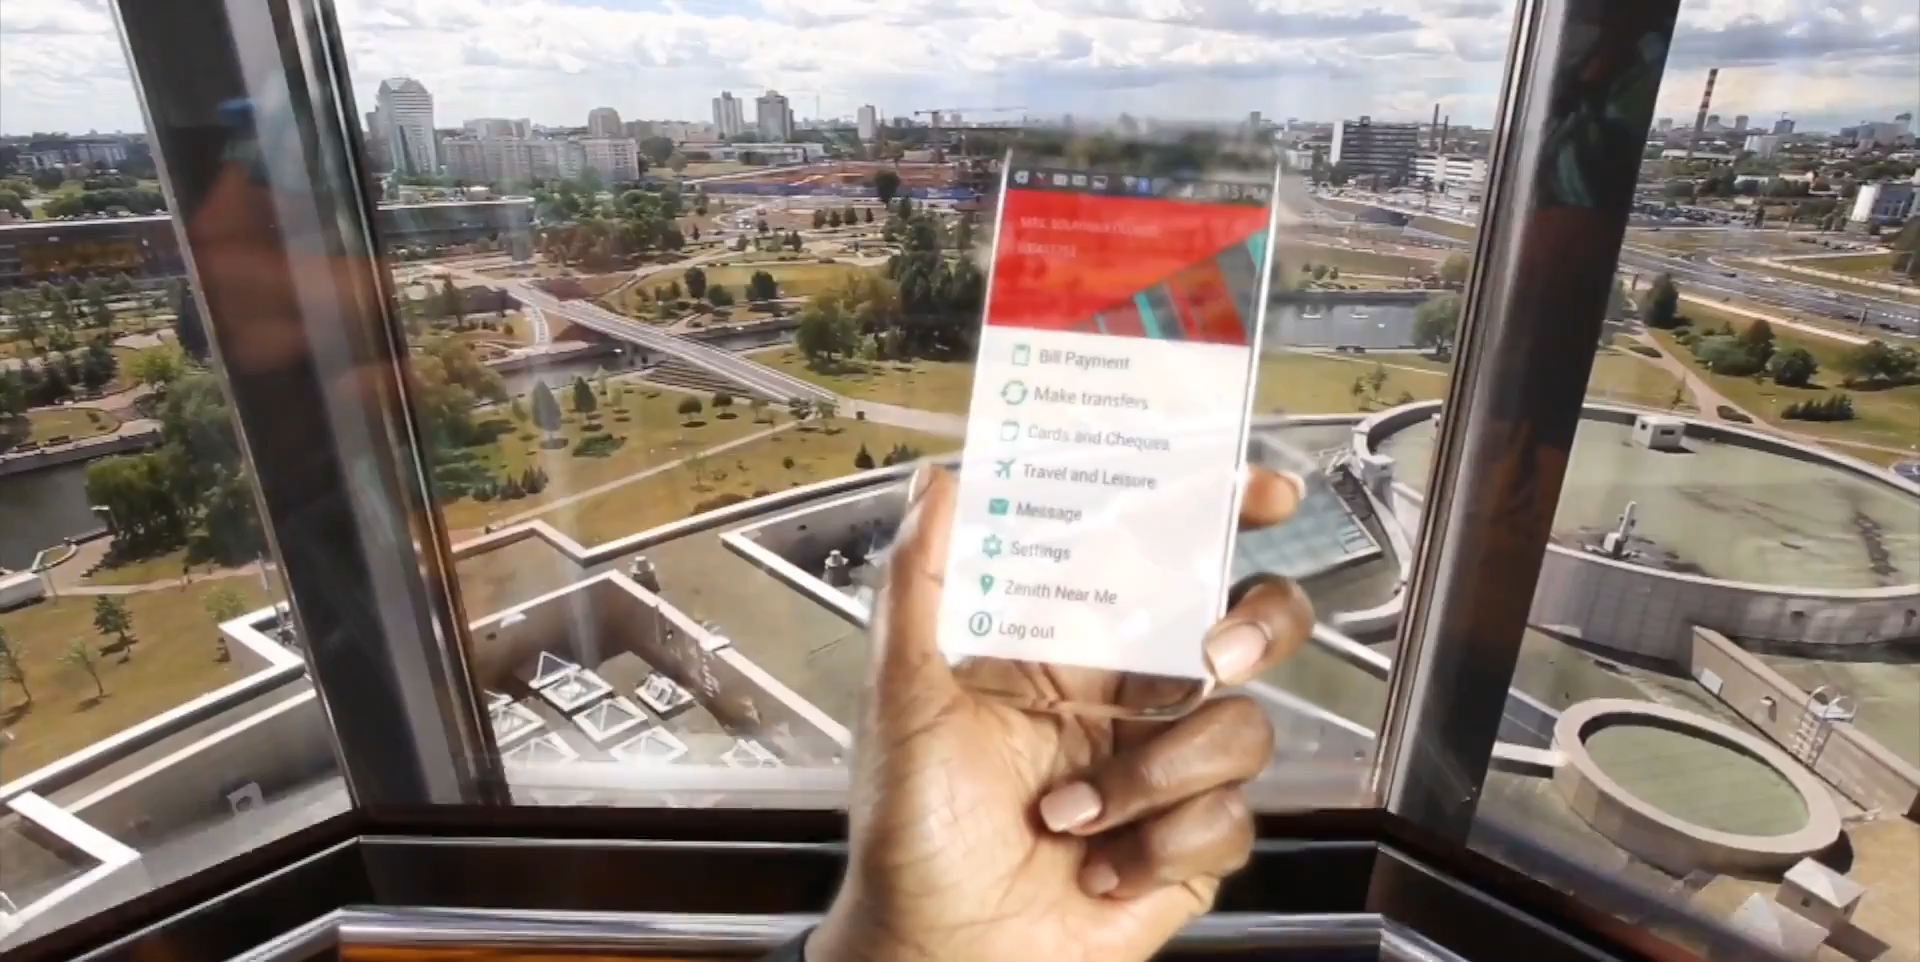 Bill Payment
Make transfers
Cards and Cheques
Travel and Leisure
Message
Settings
Zenith Near Me
Log out